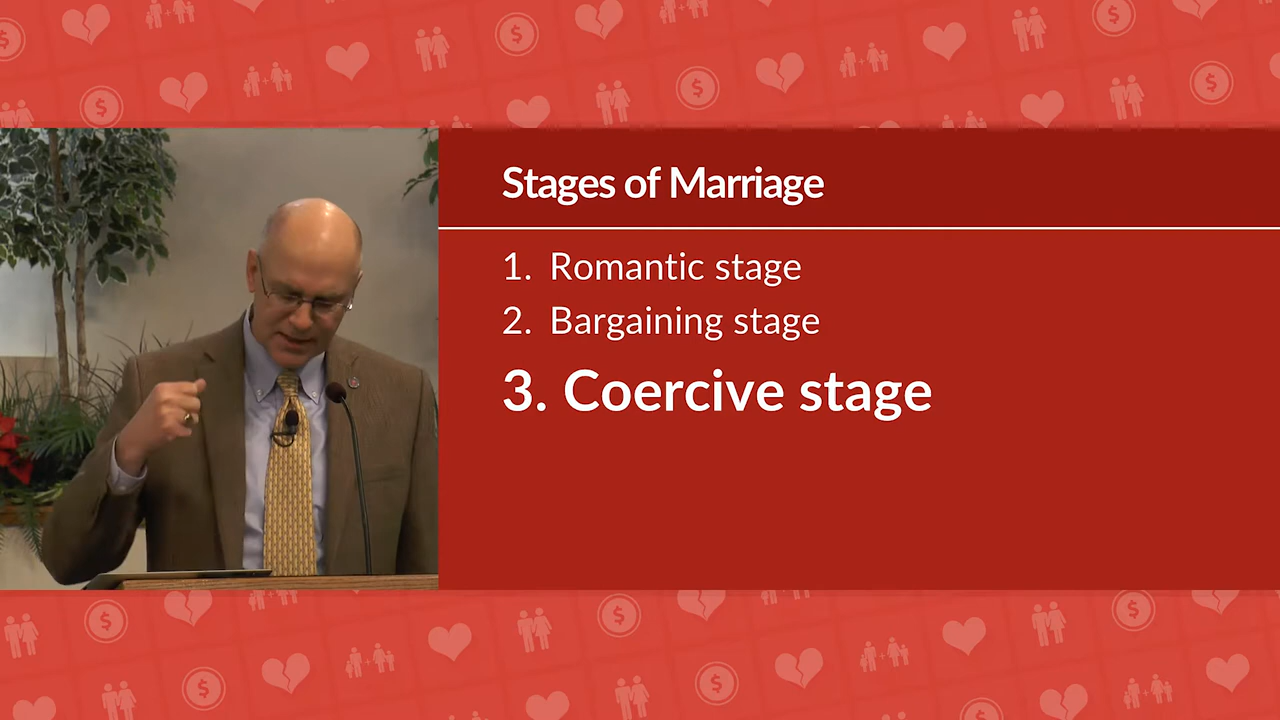 Stages of Marriage
1. Romantic stage
2. Bargaining stage
3. Coercive stage